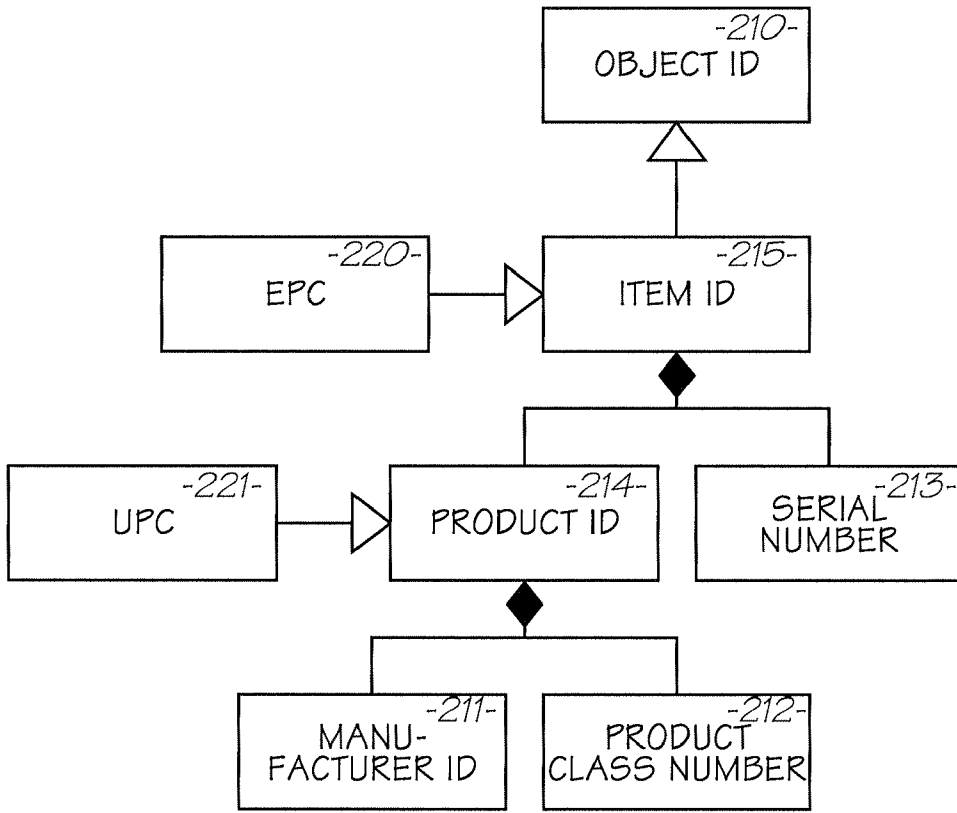 -210-
OBJECT ID
-220-
EPC
-215-
ITEM ID
-221-
UPC
-214-
PRODUCT ID
-213-
SERIAL
NUMBER
-211-
MANU-
FACTURER ID
-212-
PRODUCT
CLASS NUMBER